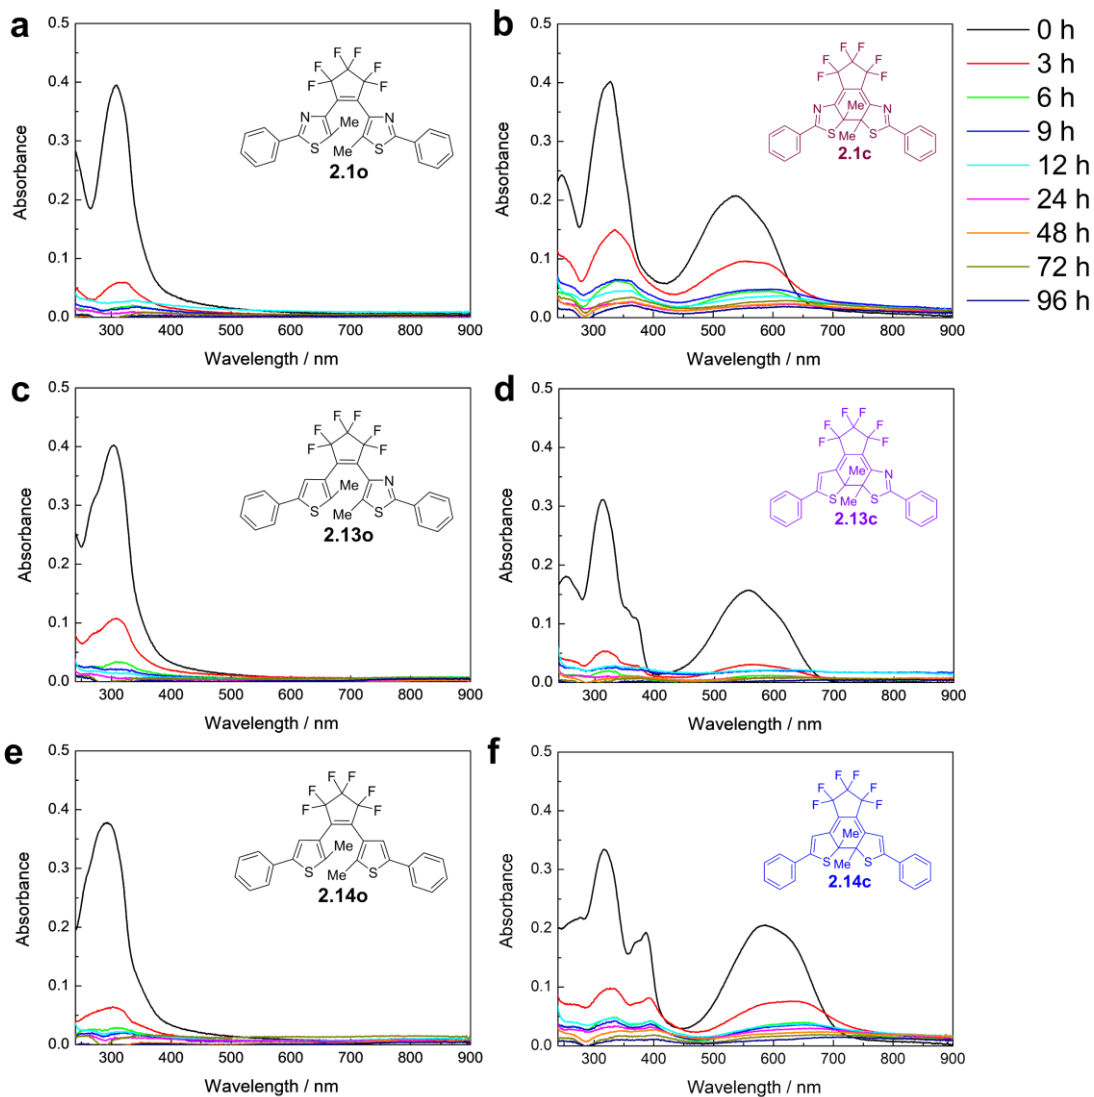 a
0.5
0.4
0.3
0.2
0.1
0.0
Absorbance
300 400 500 600 700 800 900
Wavelength / nm
F F F F F F
N N
Me
S Me S
2.1o
b
0.5
0.4
0.3
0.2
0.1
0.0
Absorbance
300 400 500 600 700 800 900
Wavelength / nm
F F F F F F
N Me N
S Me S
2.1c
0 h
3 h
6 h
9 h
12 h
24 h
48 h
72 h
96 h
c
0.5
0.4
0.3
0.2
0.1
0.0
Absorbance
300 400 500 600 700 800 900
Wavelength / nm
F F F F F F
Me N
S Me S
2.13o
d
0.5
0.4
0.3
0.2
0.1
0.0
Absorbance
300 400 500 600 700 800 900
Wavelength / nm
F F F F F F
Me N
S Me S
2.13c
e
0.5
0.4
0.3
0.2
0.1
0.0
Absorbance
300 400 500 600 700 800 900
Wavelength / nm
F F F F F F
Me
S Me S
2.14o
f
0.5
0.4
0.3
0.2
0.1
0.0
Absorbance
300 400 500 600 700 800 900
Wavelength / nm
F F F F F F
Me
S Me S
2.14c